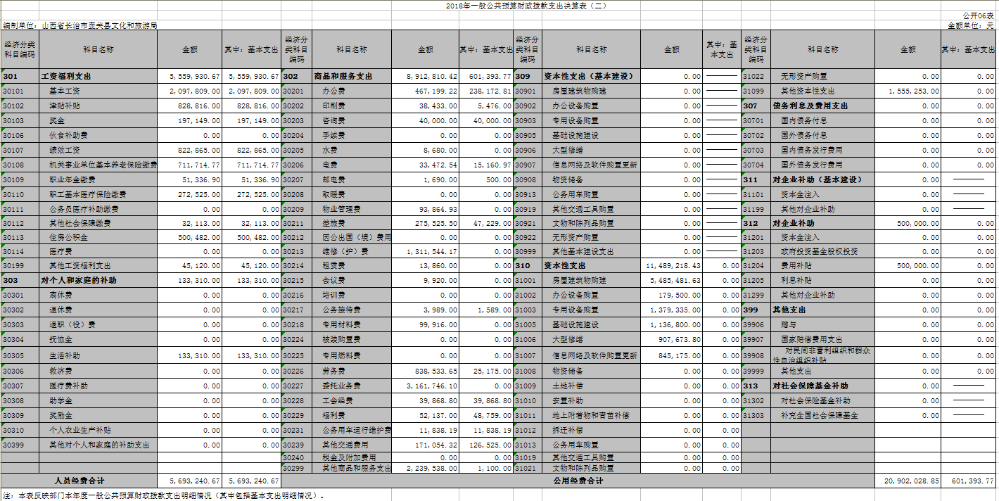 2018年一般公共预算财政拨款支出决算表（二）
公开06表
编制单位：山西省长治市壶关县文化和旅游局 金额单位：元
经济分类科目编码 科目名称 金额 其中：基本支出 经济分类科目编码 科目名称 金额 其中：基本支出 经济分类科目编码 科目名称 金额 其中：基本支出 经济分类科目编码 科目名称 金额 其中：基本支出
301 工资福利支出 5,559,930.67 5,559,930.67 302 商品和服务支出 8,912,810.42 601,393.77 309 资本性支出（基本建设） 0.00 ——— 31022 无形资产购置 0.00 0.00
30101 基本工资 2,097,809.00 2,097,809.00 30201 办公费 467,199.22 238,172.81 30901 房屋建筑物购建 0.00 ——— 31099 其他资本性支出 1,555,253.00 0.00
30102 津贴补贴 828,816.00 828,816.00 30202 印刷费 38,433.00 5,476.00 30902 办公设备购置 0.00 ——— 307 债务利息及费用支出 0.00 0.00
30103 奖金 197,149.00 197,149.00 30203 咨询费 40,000.00 40,000.00 30903 专用设备购置 0.00 ——— 30701 国内债务付息 0.00 0.00
30106 伙食补助费 0.00 0.00 30204 手续费 0.00 0.00 30905 基础设施建设 0.00 ——— 30702 国外债务付息 0.00 0.00
30107 绩效工资 822,865.00 822,865.00 30205 水费 8,680.00 0.00 30906 大型修缮 0.00 ——— 30703 国内债务发行费用 0.00 0.00
30108 机关事业单位基本养老保险缴费 711,714.77 711,714.77 30206 电费 33,472.54 15,160.97 30907 信息网络及软件购置更新 0.00 ——— 30704 国外债务发行费用 0.00 0.00
30109 职业年金缴费 51,336.90 51,336.90 30207 邮电费 1,690.00 500.00 30908 物资储备 0.00 ——— 311 对企业补助（基本建设） 0.00 ———
30110 职工基本医疗保险缴费 272,525.00 272,525.00 30208 取暖费 0.00 0.00 30913 公务用车购置 0.00 ——— 31101 资本金注入 0.00 ———
30111 公务员医疗补助缴费 0.00 0.00 30209 物业管理费 93,864.93 0.00 30919 其他交通工具购置 0.00 ——— 31199 其他对企业补助 0.00 ———
30112 其他社会保障缴费 32,113.00 32,113.00 30211 差旅费 275,525.50 47,229.00 30921 文物和陈列品购置 0.00 ——— 312 对企业补助 500,000.00 0.00
30113 住房公积金 500,482.00 500,482.00 30212 因公出国（境）费用 0.00 0.00 30922 无形资产购置 0.00 ——— 31201 资本金注入 0.00 0.00
30114 医疗费 0.00 0.00 30213 维修（护）费 1,311,544.17 0.00 30999 其他基本建设支出 0.00 ——— 31203 政府投资基金股权投资 0.00 0.00
30199 其他工资福利支出 45,120.00 45,120.00 30214 租赁费 13,860.00 0.00 310 资本性支出 11,489,218.43 0.00 31204 费用补贴 500,000.00 0.00
303 对个人和家庭的补助 133,310.00 133,310.00 30215 会议费 9,920.00 0.00 31001 房屋建筑物购建 5,485,481.63 0.00 31205 利息补贴 0.00 0.00
30301 离休费 0.00 0.00 30216 培训费 0.00 0.00 31002 办公设备购置 179,500.00 0.00 31299 其他对企业补助 0.00 0.00
30302 退休费 0.00 0.00 30217 公务接待费 3,989.00 1,589.00 31003 专用设备购置 1,379,335.00 0.00 399 其他支出 0.00 0.00
30303 退职（役）费 0.00 0.00 30218 专用材料费 99,916.00 0.00 31005 基础设施建设 1,136,800.00 0.00 39906 赠与 0.00 0.00
30304 抚恤金 0.00 0.00 30224 被装购置费 0.00 0.00 31006 大型修缮 907,673.80 0.00 39907 国家赔偿费用支出 0.00 0.00
30305 生活补助 133,310.00 133,310.00 30225 专用燃料费 0.00 0.00 31007 信息网络及软件购置更新 845,175.00 0.00 39908 对民间非营利组织和群众性自治组织补贴 0.00 0.00
30306 救济费 0.00 0.00 30226 劳务费 838,533.65 25,175.00 31008 物资储备 0.00 0.00 39999 其他支出 0.00 0.00
30307 医疗费补助 0.00 0.00 30227 委托业务费 3,161,746.10 0.00 31009 土地补偿 0.00 0.00 313 对社会保障基金补助 0.00 ———
30308 助学金 0.00 0.00 30228 工会经费 39,868.80 39,868.80 31010 安置补助 0.00 0.00 31302 对社会保险基金补助 0.00 ———
30309 奖励金 0.00 0.00 30229 福利费 52,137.00 48,759.00 31011 地上附着物和青苗补偿 0.00 0.00 31303 补充全国社会保障基金 0.00 ———
30310 个人农业生产补贴 0.00 0.00 30231 公务用车运行维护费 11,838.19 11,838.19 31012 拆迁补偿 0.00 0.00
30399 其他对个人和家庭的补助支出 0.00 0.00 30239 其他交通费用 171,054.32 126,525.00 31013 公务用车购置 0.00 0.00
30240 税金及附加费用 0.00 0.00 31019 其他交通工具购置 0.00 0.00
30299 其他商品和服务支出 2,239,538.00 1,100.00 31021 文物和陈列品购置 0.00 0.00
人员经费合计 5,693,240.67 5,693,240.67 公用经费合计 20,902,028.85 601,393.77
注：本表反映部门本年度一般公共预算财政拨款支出明细情况（其中包括基本支出明细情况）.